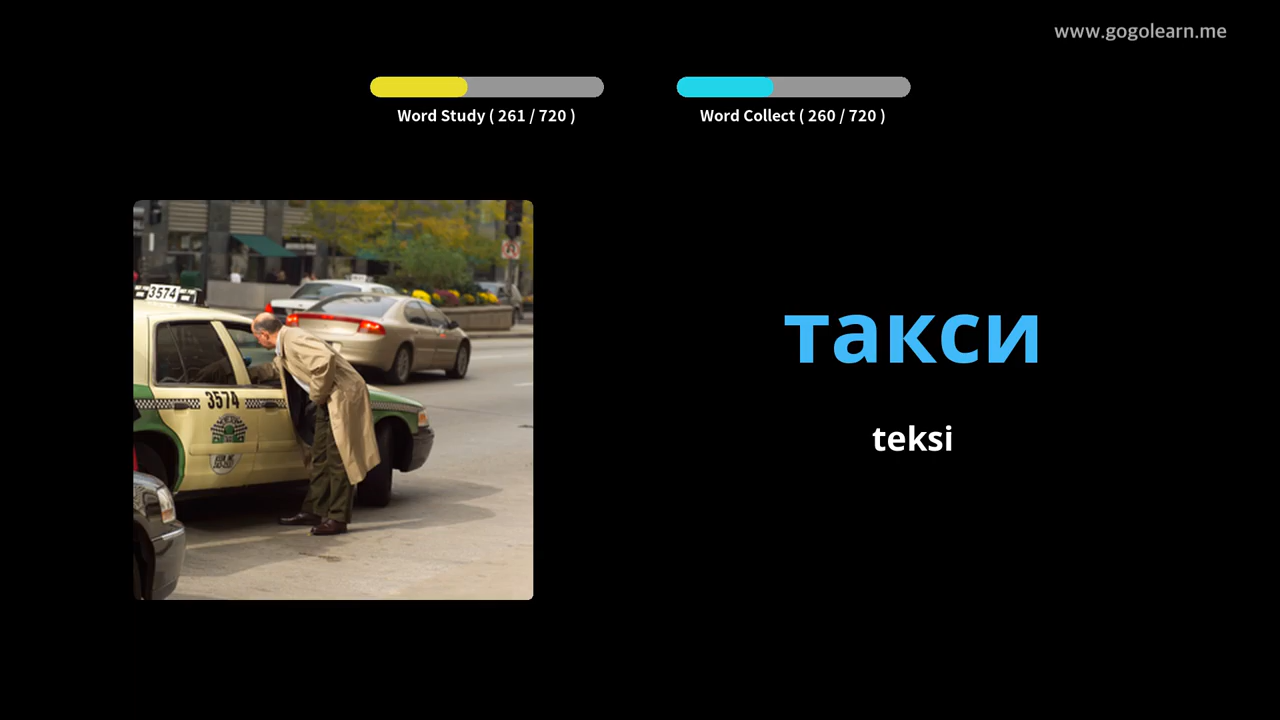 www.gogolearn.me
Word Study ( 261 / 720 )
Word Collect ( 260 / 720 )
3574
3574
такси
teksi